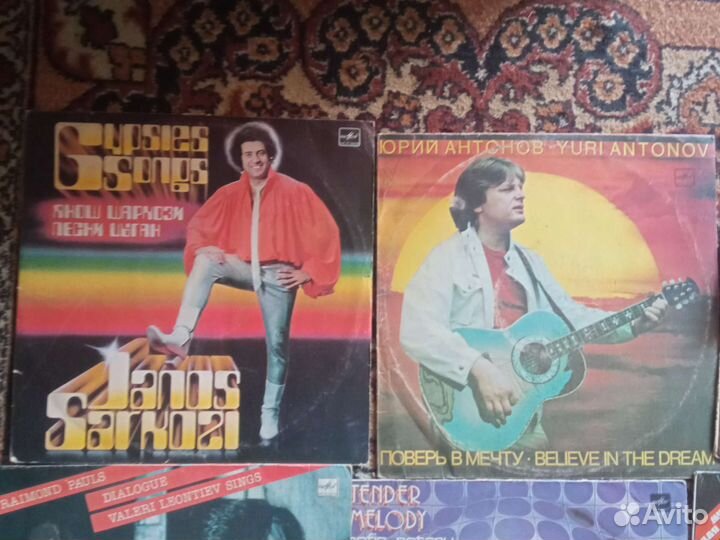 Gypsies
Songs
ЯНОШ ШАРКОЗИ
ПЕСНИ ЦЫГАН
Janos
Sarkozi
ЮРИЙ АНТОНОВ · YURI ANTONOV
ПОВЕРЬ В МЕЧТУ · BELIEVE IN THE DREAM
RAIMOND PAULS
DIALOGUE
VALERI LEONTIEV SINGS
TENDER
MELODY
Avito